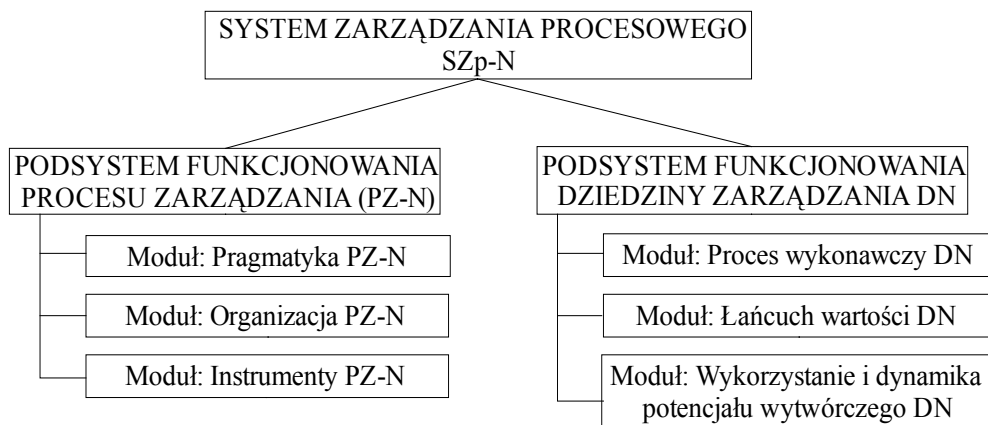 SYSTEM ZARZĄDZANIA PROCESOWEGO
SZp-N
PODSYSTEM FUNKCJONOWANIA
PROCESU ZARZĄDZANIA (PZ-N)
Moduł: Pragmatyka PZ-N
Moduł: Organizacja PZ-N
Moduł: Instrumenty PZ-N
PODSYSTEM FUNKCJONOWANIA
DZIEDZINY ZARZĄDZANIA DN
Moduł: Proces wykonawczy DN
Moduł: Łańcuch wartości DN
Moduł: Wykorzystanie i dynamika
potencjału wytwórczego DN